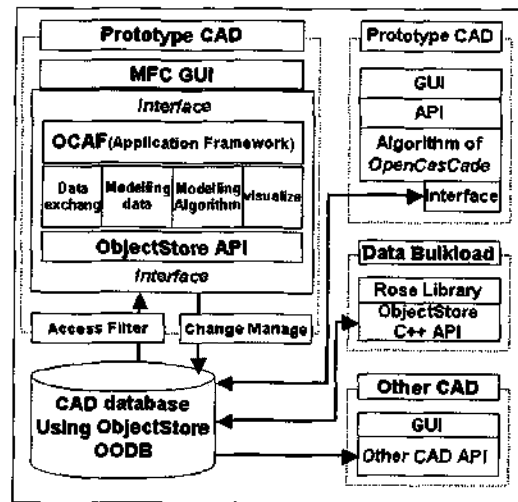 Prototype CAD
MFC GUI
Interface
OCAF(Application Framework)
Data exchang
Modelling data
Modelling Algorithm
visualize
ObjectStore API
Interface
Access Filter
Change Manage
CAD database
Using ObjectStore
OODB
Prototype CAD
GUI
API
Algorithm of
OpenCasCade
Interface
Data Bulkload
Rose Library
ObjectStore
C++ API
Other CAD
GUI
Other CAD API